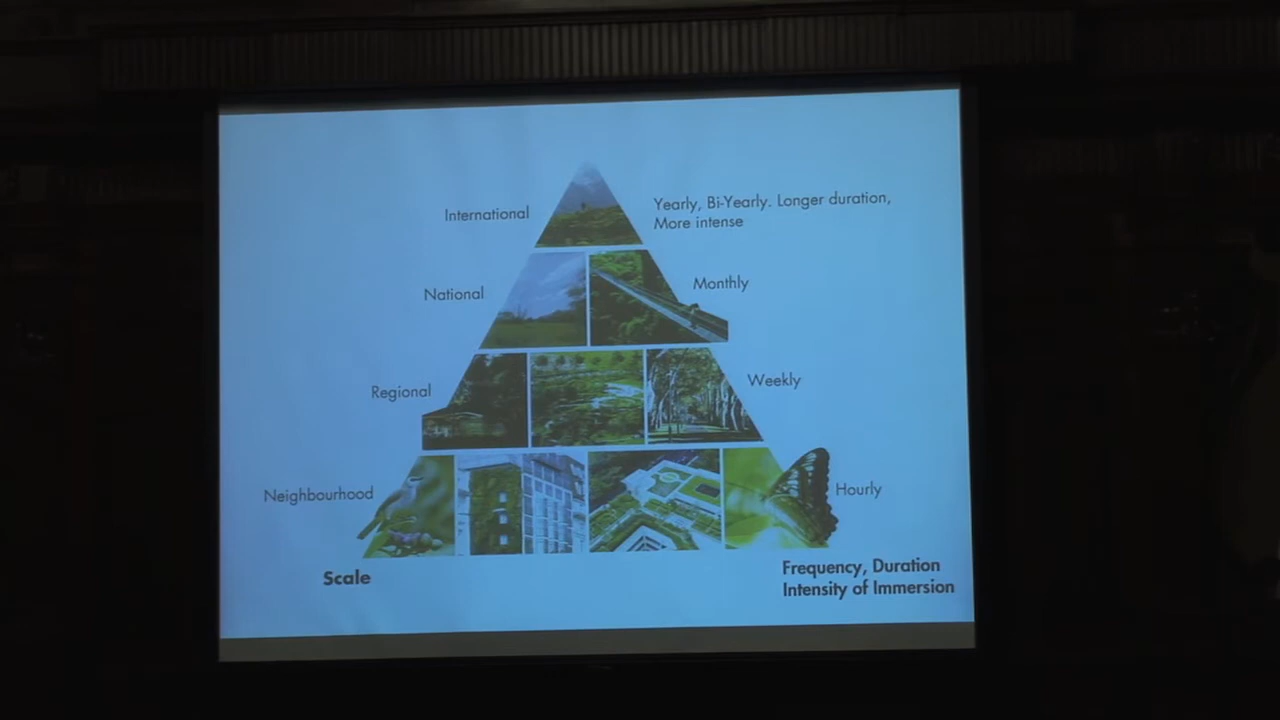 International
Yearly, Bi-Yearly. Longer duration,
More intense
National
Monthly
Regional
Weekly
Neighbourhood
Hourly
Scale
Frequency, Duration
Intensity of Immersion